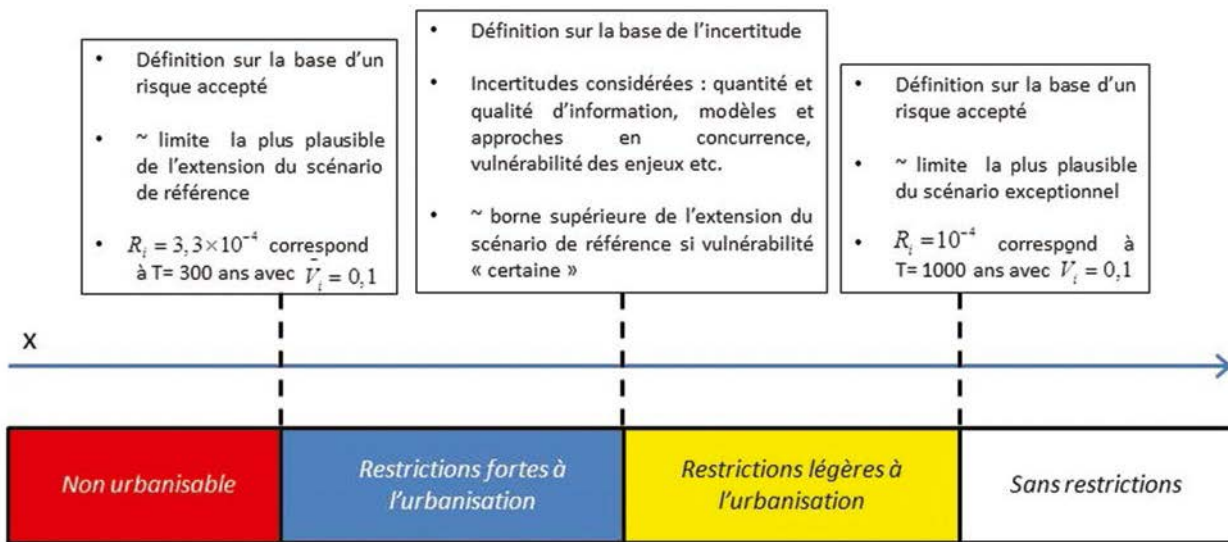 • Définition sur la base d’un
risque accepté
• ~ limite la plus plausible
de l’extension du scénario
de référence
• R_i = 3,3×10⁻⁴ correspond
à T= 300 ans avec V̄_i = 0,1
• Définition sur la base de l’incertitude
• Incertitudes considérées : quantité et
qualité d’information, modèles et
approches en concurrence,
vulnérabilité des enjeux etc.
• ~ borne supérieure de l’extension du
scénario de référence si vulnérabilité
« certaine »
• Définition sur la base d’un
risque accepté
• ~ limite la plus plausible
du scénario exceptionnel
• R_i = 10⁻⁴ correspond à
T= 1000 ans avec V̄_i = 0,1
X
Non urbanisable
Restrictions fortes à
l’urbanisation
Restrictions légères à
l’urbanisation
Sans restrictions